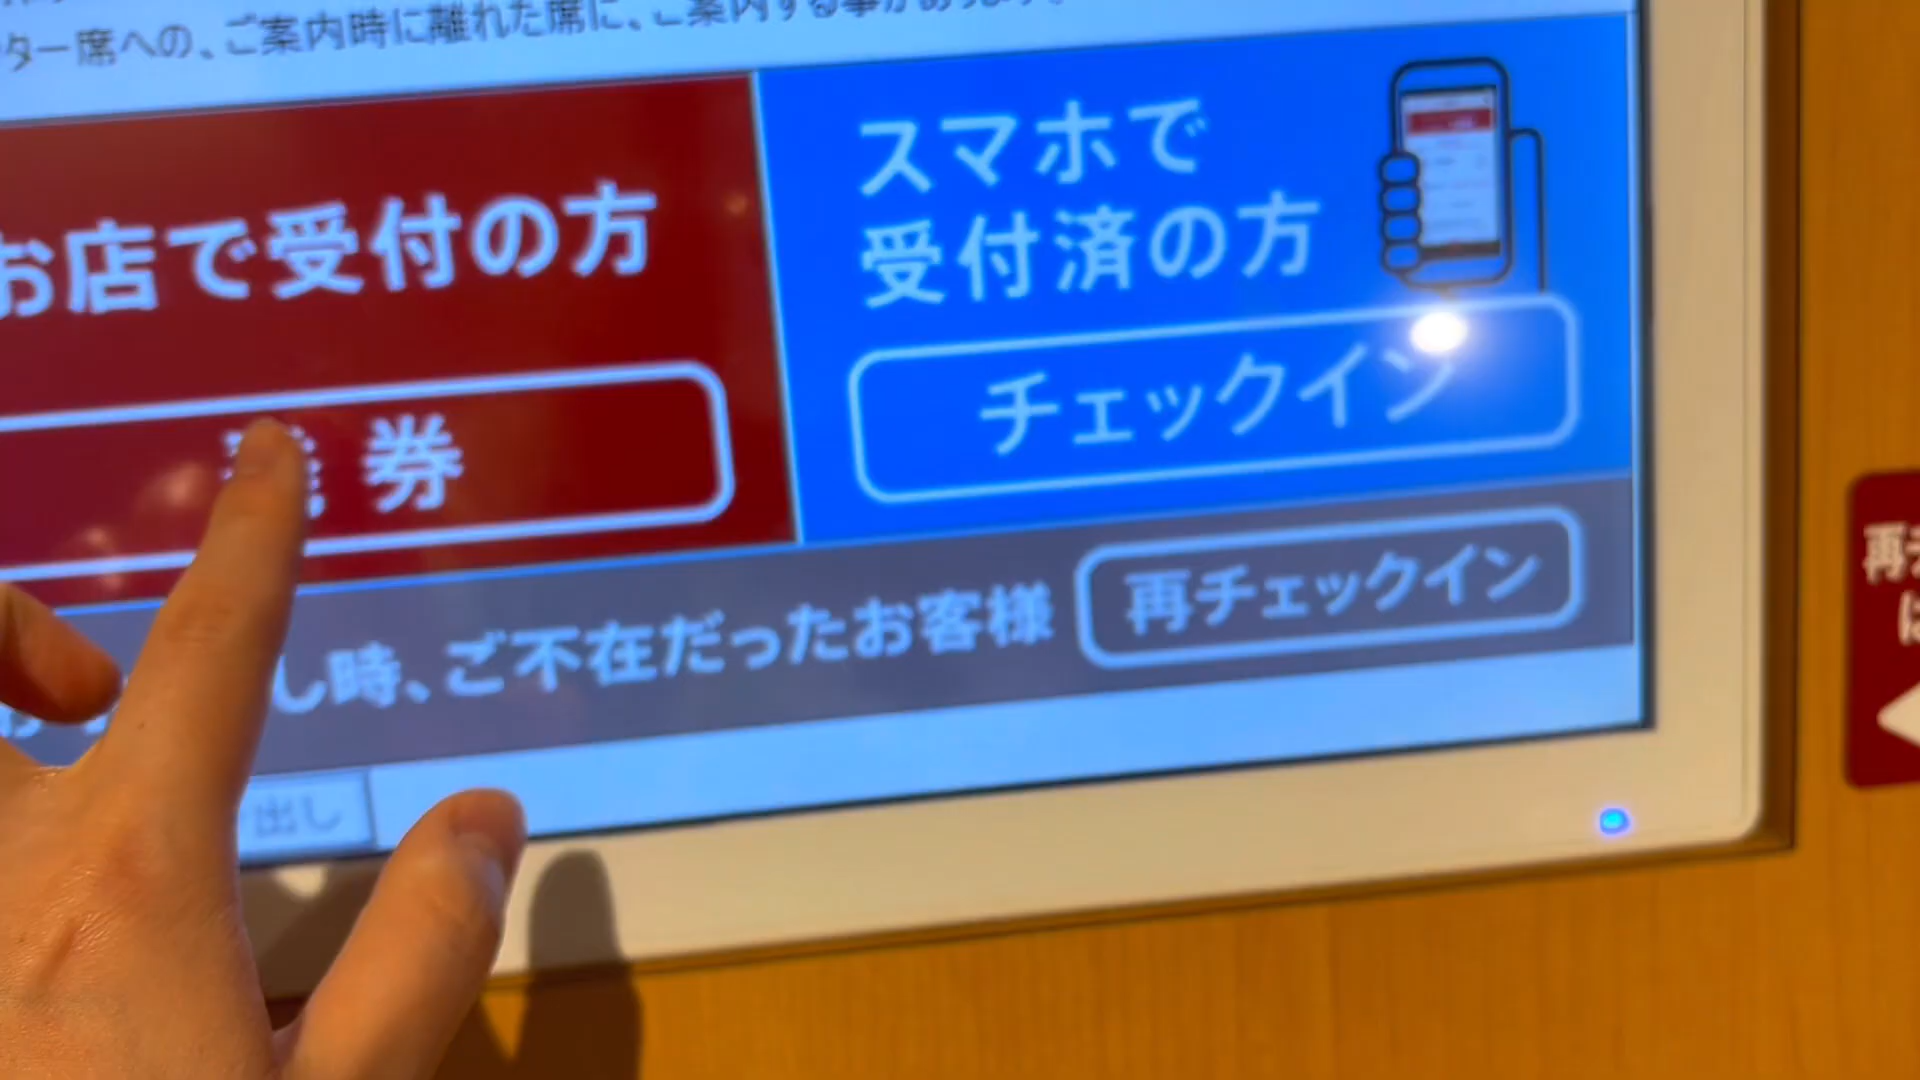 ター席への、ご案内時に離れた席に、ご案内する事があります。
お店で受付の方
券
スマホで
受付済の方
チェックイン
し時、ご不在だったお客様
再チェックイン
出し
再チ
は